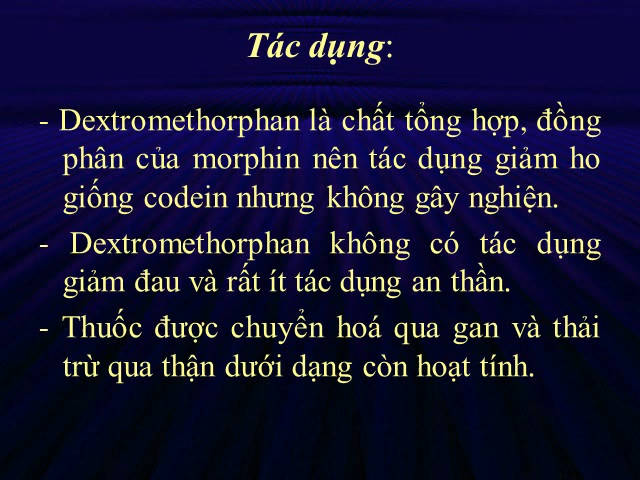 Tác dụng:
- Dextromethorphan là chất tổng hợp, đồng
phân của morphin nên tác dụng giảm ho
giống codein nhưng không gây nghiện.
- Dextromethorphan không có tác dụng
giảm đau và rất ít tác dụng an thần.
- Thuốc được chuyển hoá qua gan và thải
trừ qua thận dưới dạng còn hoạt tính.